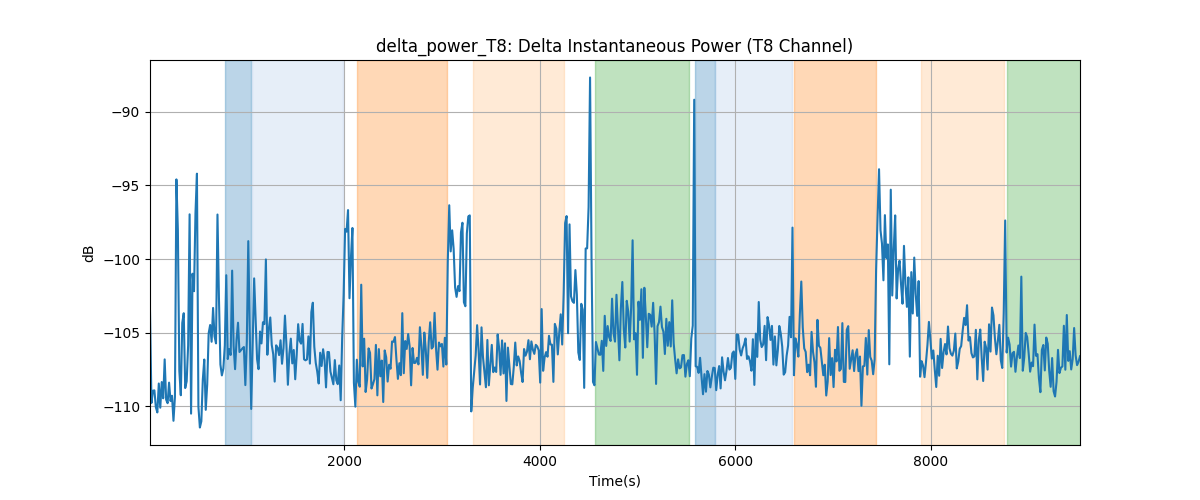 delta_power_T8: Delta Instantaneous Power (T8 Channel)
−90
−95
−100
−105
−110
dB
2000 4000 6000 8000
Time(s)